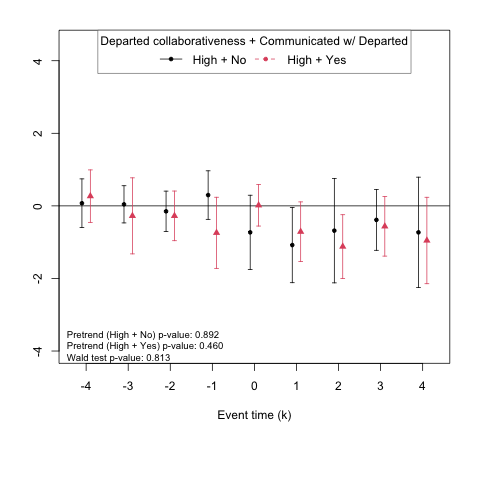 Departed collaborativeness + Communicated w/ Departed
High + No High + Yes
4
2
0
-2
-4
Pretrend (High + No) p-value: 0.892
Pretrend (High + Yes) p-value: 0.460
Wald test p-value: 0.813
-4 -3 -2 -1 0 1 2 3 4
Event time (k)